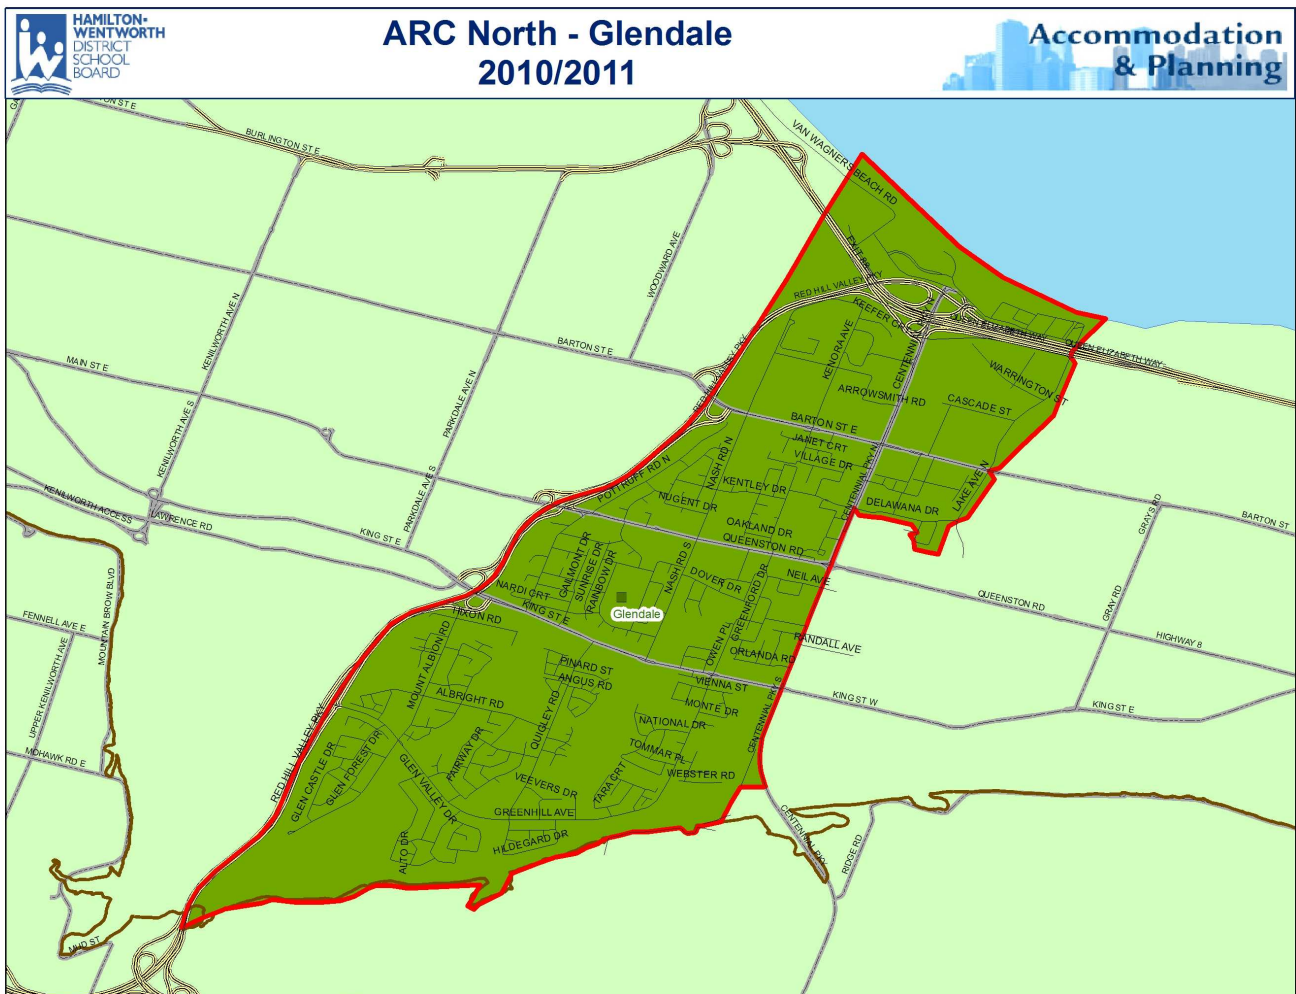 HAMILTON-
WENTWORTH
DISTRICT
SCHOOL
BOARD
ARC North - Glendale
2010/2011
Accommodation
& Planning
BURLINGTON ST E
VAN WAGNERS BEACH RD
WOODWARD AVE
KENILWORTH AVE N
RED HILL VALLEY PKY
KEEFER CRT
QUEEN ELIZABETH WAY
QUEEN ELIZABETH WAY
BARTON ST E
MAIN ST E
KENORA AVE
WARRINGTON ST
RED HILL VALLEY PKY
PARKDALE AVE N
ARROWSMITH RD
CASCADE ST
KENILWORTH AVE S
BARTON ST E
JANET CRT
VILLAGE DR
NASH RD N
CENTENNIAL PKY N
POTTRUFF RD N
KENTLEY DR
LAKE AVE N
NUGENT DR
DELAWANA DR
KENILWORTH ACCESS
LAWRENCE RD
PARKDALE AVE S
GRAYS RD
BARTON ST
OAKLAND DR
QUEENSTON RD
KING ST E
GAILMONT DR
SUNRISE DR
RAINBOW DR
NASH RD S
DOVER DR
NEIL AVE
NARDI CRT
KING ST E
GREENFORD DR
QUEENSTON RD
GRAY RD
MOUNTAIN BROW BLVD
FENNELL AVE E
Glendale
HIXON RD
HIGHWAY 8
RANDALL AVE
OWEN PL
ORLANDA RD
UPPER KENILWORTH AVE
MOUNT ALBION RD
PINARD ST
ANGUS RD
VIENNA ST
KING ST W
KING ST E
ALBRIGHT RD
QUIGLEY RD
MONTE DR
NATIONAL DR
CENTENNIAL PKY S
RED HILL VALLEY PKY
MOHAWK RD E
GLEN CASTLE DR
GLEN FOREST DR
FAIRWAY DR
TOMMAR PL
WEBSTER RD
GLEN VALLEY DR
VEEVERS DR
TARA CRT
GREENHILL AVE
CENTENNIAL PKY
HILDEGARD DR
ALTO DR
RIDGE RD
MUD ST